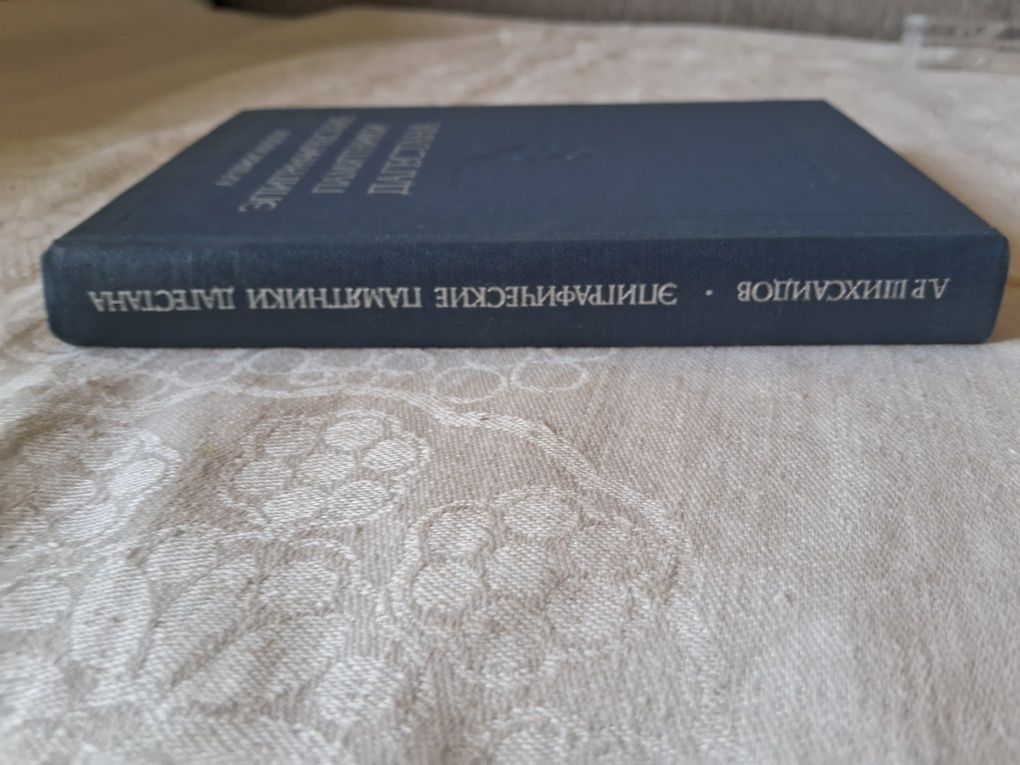 А.Р. ШИХСАИДОВ · ЭПИГРАФИЧЕСКИЕ ПАМЯТНИКИ ДАГЕСТАНА
ЭПИГРАФИЧЕСКИЕ
ПАМЯТНИКИ
ДАГЕСТАНА